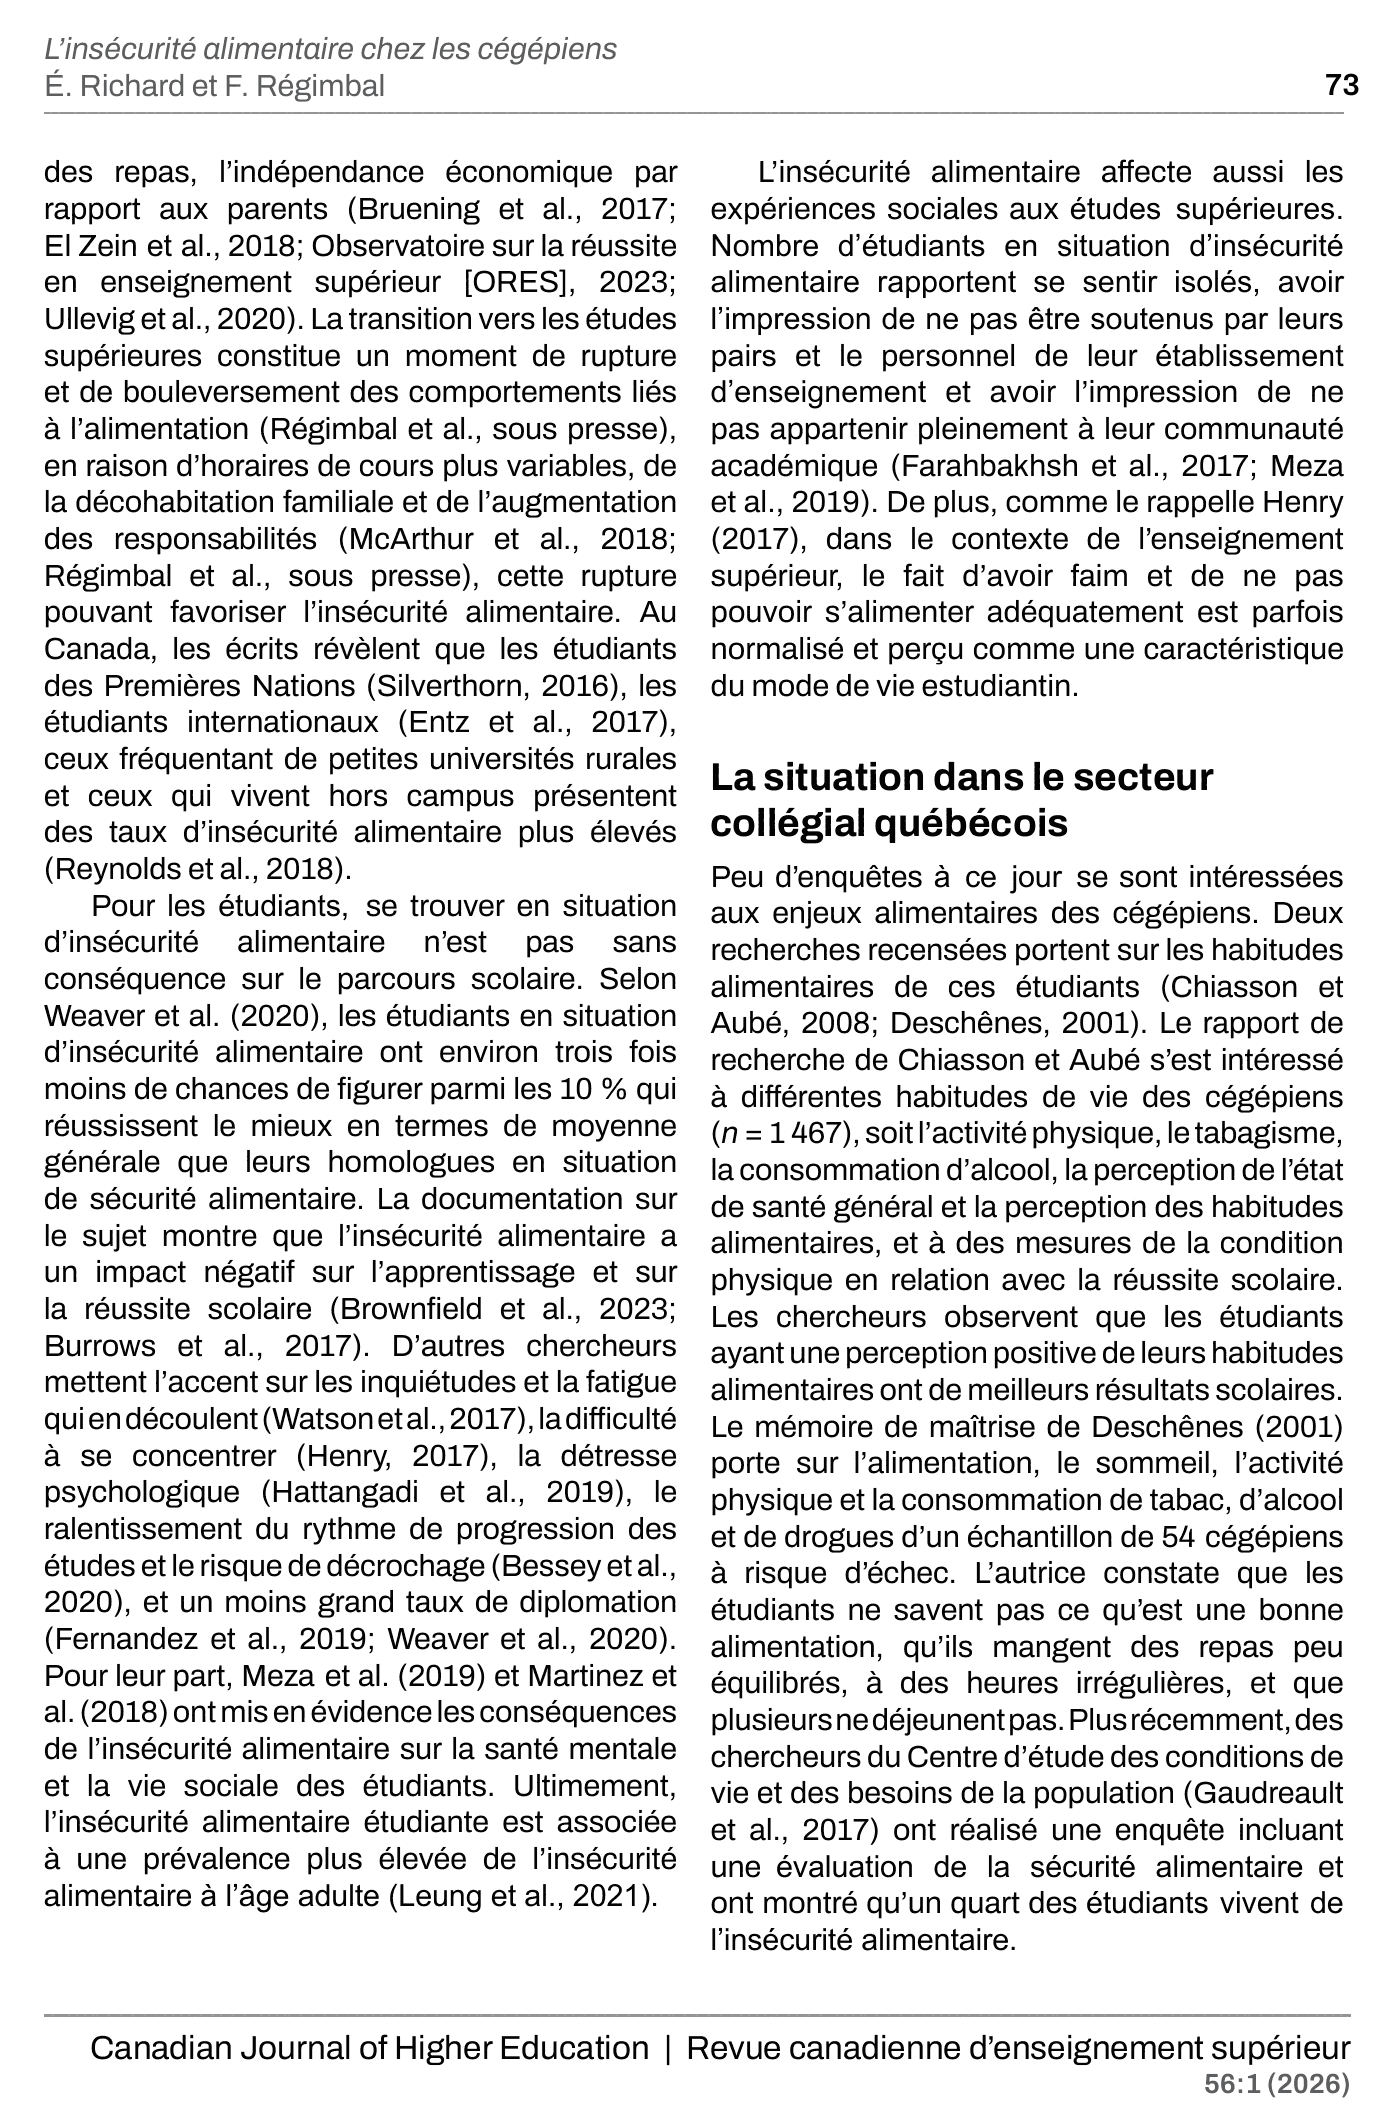 L’insécurité alimentaire chez les cégépiens
É. Richard et F. Régimbal
73
des repas, l’indépendance économique par
rapport aux parents (Bruening et al., 2017;
El Zein et al., 2018; Observatoire sur la réussite
en enseignement supérieur [ORES], 2023;
Ullevig et al., 2020). La transition vers les études
supérieures constitue un moment de rupture
et de bouleversement des comportements liés
à l’alimentation (Régimbal et al., sous presse),
en raison d’horaires de cours plus variables, de
la décohabitation familiale et de l’augmentation
des responsabilités (McArthur et al., 2018;
Régimbal et al., sous presse), cette rupture
pouvant favoriser l’insécurité alimentaire. Au
Canada, les écrits révèlent que les étudiants
des Premières Nations (Silverthorn, 2016), les
étudiants internationaux (Entz et al., 2017),
ceux fréquentant de petites universités rurales
et ceux qui vivent hors campus présentent
des taux d’insécurité alimentaire plus élevés
(Reynolds et al., 2018).
Pour les étudiants, se trouver en situation
d’insécurité alimentaire n’est pas sans
conséquence sur le parcours scolaire. Selon
Weaver et al. (2020), les étudiants en situation
d’insécurité alimentaire ont environ trois fois
moins de chances de figurer parmi les 10 % qui
réussissent le mieux en termes de moyenne
générale que leurs homologues en situation
de sécurité alimentaire. La documentation sur
le sujet montre que l’insécurité alimentaire a
un impact négatif sur l’apprentissage et sur
la réussite scolaire (Brownfield et al., 2023;
Burrows et al., 2017). D’autres chercheurs
mettent l’accent sur les inquiétudes et la fatigue
qui en découlent (Watson et al., 2017), la difficulté
à se concentrer (Henry, 2017), la détresse
psychologique (Hattangadi et al., 2019), le
ralentissement du rythme de progression des
études et le risque de décrochage (Bessey et al.,
2020), et un moins grand taux de diplomation
(Fernandez et al., 2019; Weaver et al., 2020).
Pour leur part, Meza et al. (2019) et Martinez et
al. (2018) ont mis en évidence les conséquences
de l’insécurité alimentaire sur la santé mentale
et la vie sociale des étudiants. Ultimement,
l’insécurité alimentaire étudiante est associée
à une prévalence plus élevée de l’insécurité
alimentaire à l’âge adulte (Leung et al., 2021).
L’insécurité alimentaire affecte aussi les
expériences sociales aux études supérieures.
Nombre d’étudiants en situation d’insécurité
alimentaire rapportent se sentir isolés, avoir
l’impression de ne pas être soutenus par leurs
pairs et le personnel de leur établissement
d’enseignement et avoir l’impression de ne
pas appartenir pleinement à leur communauté
académique (Farahbakhsh et al., 2017; Meza
et al., 2019). De plus, comme le rappelle Henry
(2017), dans le contexte de l’enseignement
supérieur, le fait d’avoir faim et de ne pas
pouvoir s’alimenter adéquatement est parfois
normalisé et perçu comme une caractéristique
du mode de vie estudiantin.
La situation dans le secteur
collégial québécois
Peu d’enquêtes à ce jour se sont intéressées
aux enjeux alimentaires des cégépiens. Deux
recherches recensées portent sur les habitudes
alimentaires de ces étudiants (Chiasson et
Aubé, 2008; Deschênes, 2001). Le rapport de
recherche de Chiasson et Aubé s’est intéressé
à différentes habitudes de vie des cégépiens
(n = 1 467), soit l’activité physique, le tabagisme,
la consommation d’alcool, la perception de l’état
de santé général et la perception des habitudes
alimentaires, et à des mesures de la condition
physique en relation avec la réussite scolaire.
Les chercheurs observent que les étudiants
ayant une perception positive de leurs habitudes
alimentaires ont de meilleurs résultats scolaires.
Le mémoire de maîtrise de Deschênes (2001)
porte sur l’alimentation, le sommeil, l’activité
physique et la consommation de tabac, d’alcool
et de drogues d’un échantillon de 54 cégépiens
à risque d’échec. L’autrice constate que les
étudiants ne savent pas ce qu’est une bonne
alimentation, qu’ils mangent des repas peu
équilibrés, à des heures irrégulières, et que
plusieurs ne déjeunent pas. Plus récemment, des
chercheurs du Centre d’étude des conditions de
vie et des besoins de la population (Gaudreault
et al., 2017) ont réalisé une enquête incluant
une évaluation de la sécurité alimentaire et
ont montré qu’un quart des étudiants vivent de
l’insécurité alimentaire.
Canadian Journal of Higher Education | Revue canadienne d’enseignement supérieur
56:1 (2026)